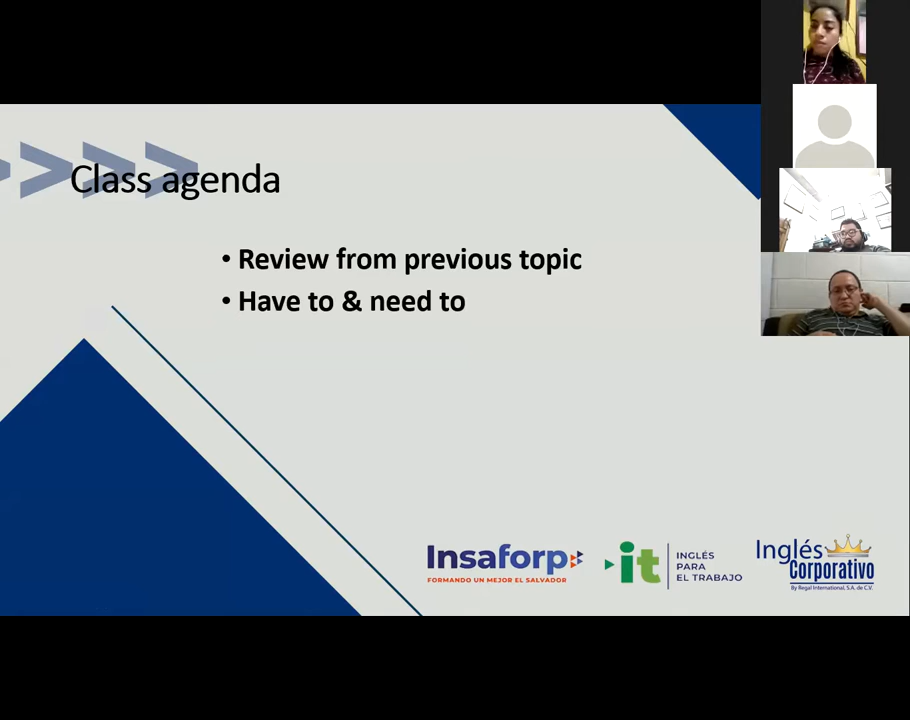 Class agenda
• Review from previous topic
• Have to & need to
Insaforp
FORMANDO UN MEJOR EL SALVADOR
it
INGLÉS
PARA
EL TRABAJO
Inglés
Corporativo
By Regal International, S.A. de C.V.